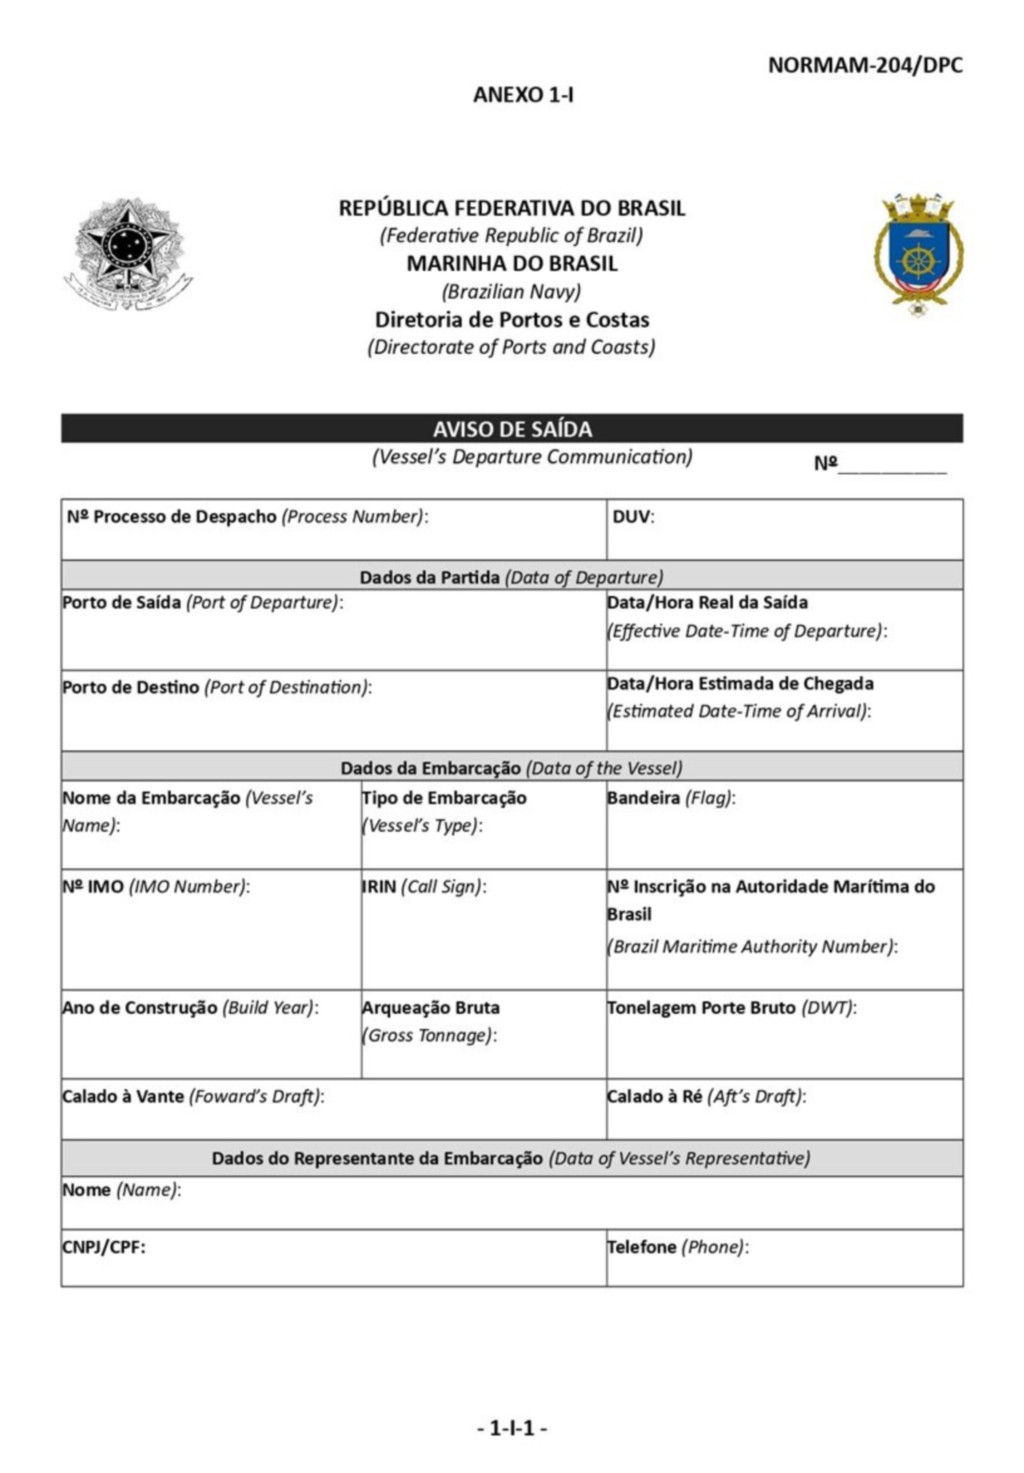 NORMAM-204/DPC
ANEXO 1-I
REPÚBLICA FEDERATIVA DO BRASIL
(Federative Republic of Brazil)
MARINHA DO BRASIL
(Brazilian Navy)
Diretoria de Portos e Costas
(Directorate of Ports and Coasts)
AVISO DE SAÍDA
(Vessel's Departure Communication)
Nº__________
Nº Processo de Despacho (Process Number):
DUV:
Dados da Partida (Data of Departure)
Porto de Saída (Port of Departure):
Data/Hora Real da Saída
(Effective Date-Time of Departure):
Porto de Destino (Port of Destination):
Data/Hora Estimada de Chegada
(Estimated Date-Time of Arrival):
Dados da Embarcação (Data of the Vessel)
Nome da Embarcação (Vessel's
Name):
Tipo de Embarcação
(Vessel's Type):
Bandeira (Flag):
Nº IMO (IMO Number):
IRIN (Call Sign):
Nº Inscrição na Autoridade Marítima do
Brasil
(Brazil Maritime Authority Number):
Ano de Construção (Build Year):
Arqueação Bruta
(Gross Tonnage):
Tonelagem Porte Bruto (DWT):
Calado à Vante (Foward's Draft):
Calado à Ré (Aft's Draft):
Dados do Representante da Embarcação (Data of Vessel's Representative)
Nome (Name):
CNPJ/CPF:
Telefone (Phone):
- 1-I-1 -